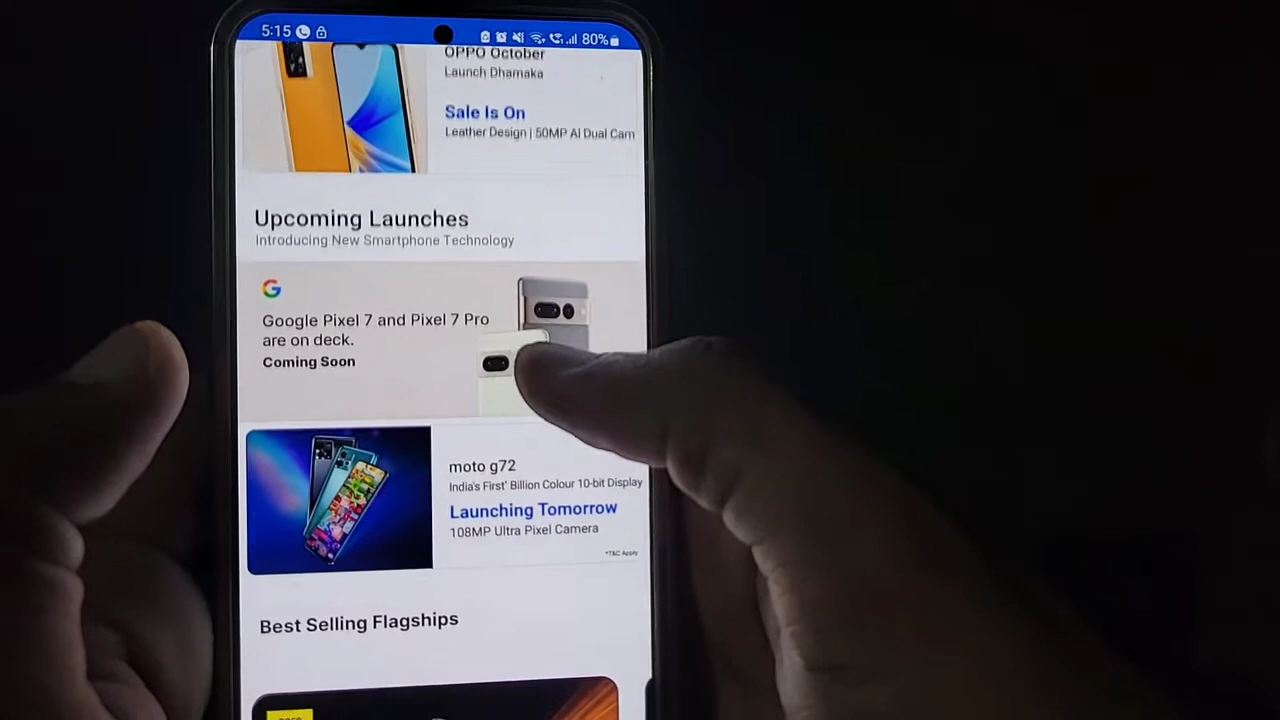 5:15 80%
OPPO October
Launch Dhamaka
Sale Is On
Leather Design | 50MP AI Dual Cam
Upcoming Launches
Introducing New Smartphone Technology
G
Google Pixel 7 and Pixel 7 Pro
are on deck.
Coming Soon
moto g72
India's First* Billion Colour 10-bit Display
Launching Tomorrow
108MP Ultra Pixel Camera
*T&C Apply
Best Selling Flagships